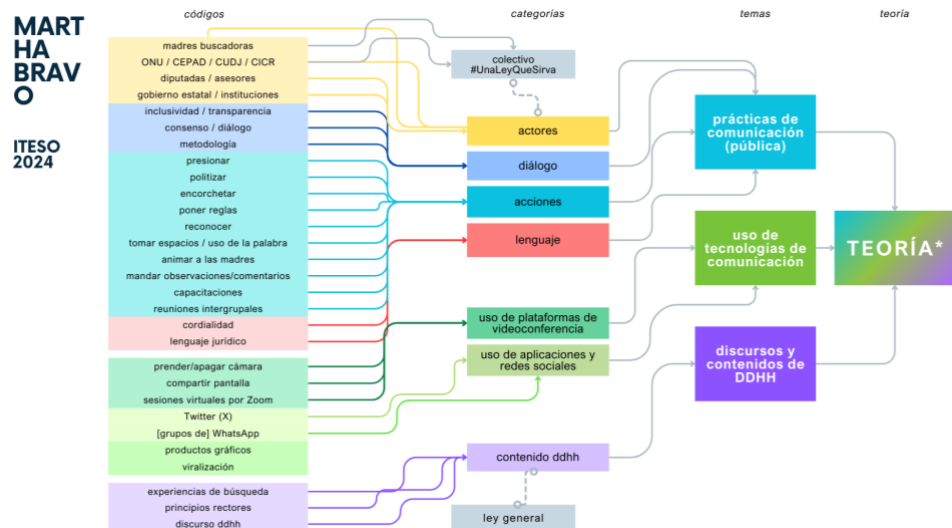 códigos
categorías
temas
teoría
MART
HA
BRAV
O
ITESO
2024
madres buscadoras
ONU / CEPAD / CUDJ / CICR
diputadas / asesores
gobierno estatal / instituciones
inclusividad / transparencia
consenso / diálogo
metodología
presionar
politizar
encorchetar
poner reglas
reconocer
tomar espacios / uso de la palabra
animar a las madres
mandar observaciones/comentarios
capacitaciones
reuniones intergrupales
cordialidad
lenguaje jurídico
prender/apagar cámara
compartir pantalla
sesiones virtuales por Zoom
Twitter (X)
[grupos de] WhatsApp
productos gráficos
viralización
experiencias de búsqueda
principios rectores
discurso ddhh
colectivo
#UnaLeyQueSirva
actores
diálogo
acciones
lenguaje
uso de plataformas de
videoconferencia
uso de aplicaciones y
redes sociales
contenido ddhh
ley general
prácticas de
comunicación
(pública)
uso de
tecnologías de
comunicación
discursos y
contenidos de
DDHH
TEORÍA*